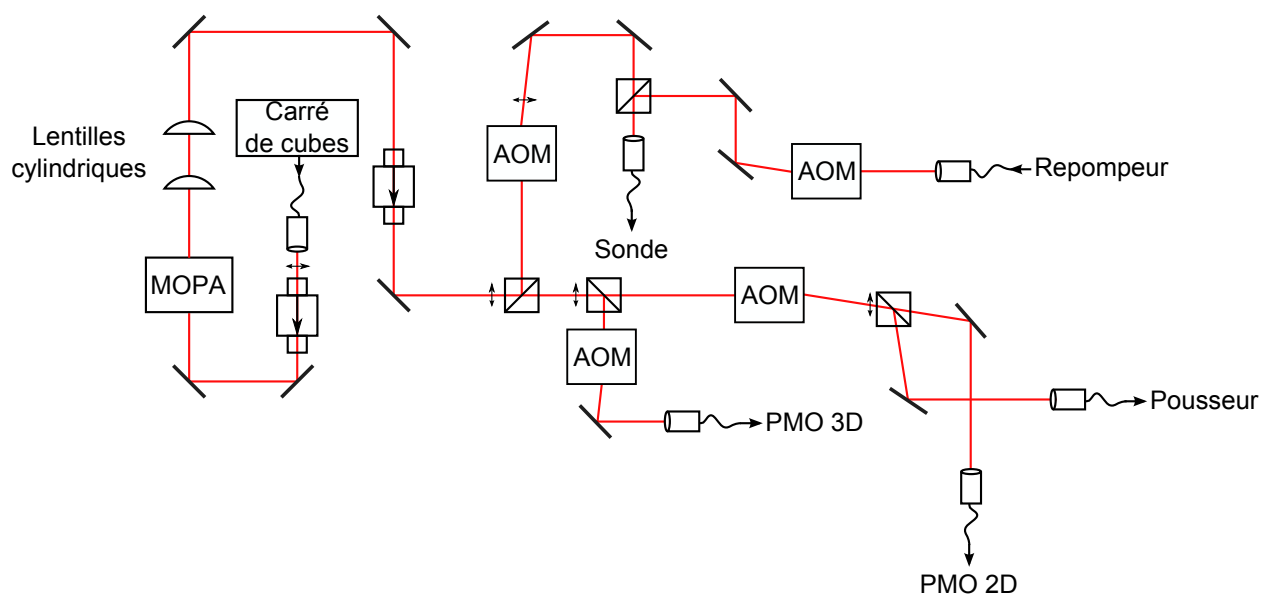 Carré
de cubes
Lentilles
cylindriques
MOPA
AOM
Sonde
AOM
Repompeur
AOM
AOM
PMO 3D
Pousseur
PMO 2D